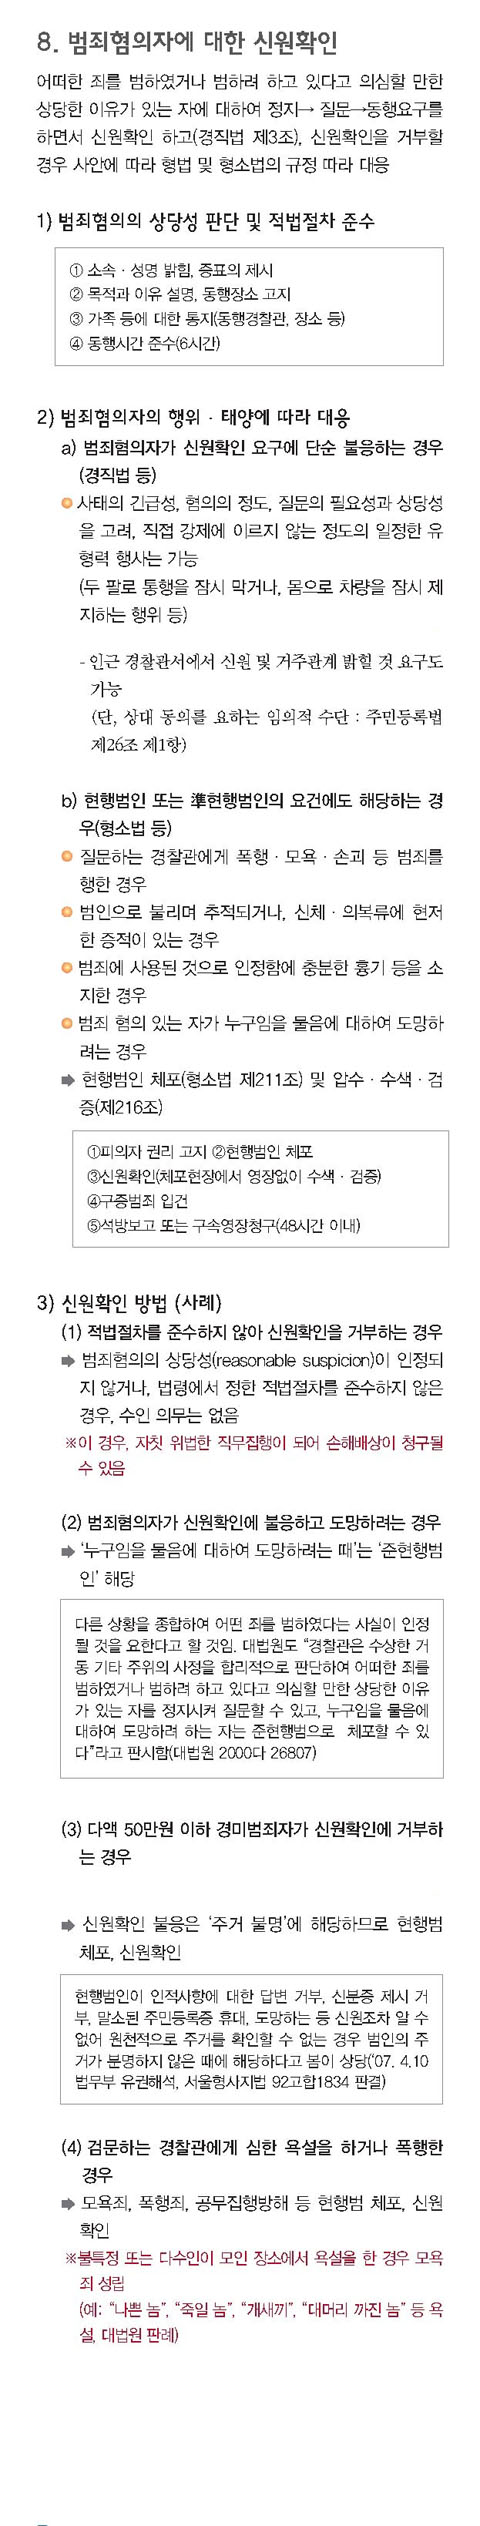 8. 범죄혐의자에 대한 신원확인
어떠한 죄를 범하였거나 범하려 하고 있다고 의심할 만한
상당한 이유가 있는 자에 대하여 정지→ 질문→동행요구를
하면서 신원확인 하고(경직법 제3조), 신원확인을 거부할
경우 사안에 따라 형법 및 형소법의 규정 따라 대응
1) 범죄혐의의 상당성 판단 및 적법절차 준수
① 소속 · 성명 밝힘, 증표의 제시
② 목적과 이유 설명, 동행장소 고지
③ 가족 등에 대한 통지(동행경찰관, 장소 등)
④ 동행시간 준수(6시간)
2) 범죄혐의자의 행위 · 태양에 따라 대응
a) 범죄혐의자가 신원확인 요구에 단순 불응하는 경우
(경직법 등)
사태의 긴급성, 혐의의 정도, 질문의 필요성과 상당성
을 고려, 직접 강제에 이르지 않는 정도의 일정한 유
형력 행사는 가능
(두 팔로 통행을 잠시 막거나, 몸으로 차량을 잠시 제
지하는 행위 등)
- 인근 경찰관서에서 신원 및 거주관계 밝힐 것 요구도
가능
(단, 상대 동의를 요하는 임의적 수단 : 주민등록법
제26조 제1항)
b) 현행범인 또는 準현행범인의 요건에도 해당하는 경
우(형소법 등)
질문하는 경찰관에게 폭행 · 모욕 · 손괴 등 범죄를
행한 경우
범인으로 불리며 추적되거나, 신체 · 의복류에 현저
한 증적이 있는 경우
범죄에 사용된 것으로 인정함에 충분한 흉기 등을 소
지한 경우
범죄 혐의 있는 자가 누구임을 물음에 대하여 도망하
려는 경우
➡ 현행범인 체포(형소법 제211조) 및 압수 · 수색 · 검
증(제216조)
①피의자 권리 고지 ②현행범인 체포
③신원확인(체포현장에서 영장없이 수색 · 검증)
④구증범죄 입건
⑤석방보고 또는 구속영장청구(48시간 이내)
3) 신원확인 방법 (사례)
(1) 적법절차를 준수하지 않아 신원확인을 거부하는 경우
➡ 범죄혐의의 상당성(reasonable suspicion)이 인정되
지 않거나, 법령에서 정한 적법절차를 준수하지 않은
경우, 수인 의무는 없음
※이 경우, 자칫 위법한 직무집행이 되어 손해배상이 청구될
수 있음
(2) 범죄혐의자가 신원확인에 불응하고 도망하려는 경우
➡ ‘누구임을 물음에 대하여 도망하려는 때’는 ‘준현행범
인’ 해당
다른 상황을 종합하여 어떤 죄를 범하였다는 사실이 인정
될 것을 요한다고 할 것임. 대법원도 “경찰관은 수상한 거
동 기타 주위의 사정을 합리적으로 판단하여 어떠한 죄를
범하였거나 범하려 하고 있다고 의심할 만한 상당한 이유
가 있는 자를 정지시켜 질문할 수 있고, 누구임을 물음에
대하여 도망하려 하는 자는 준현행범으로 체포할 수 있
다”라고 판시함(대법원 2000다 26807)
(3) 다액 50만원 이하 경미범죄자가 신원확인에 거부하
는 경우
➡ 신원확인 불응은 ‘주거 불명’에 해당하므로 현행범
체포, 신원확인
현행범인이 인적사항에 대한 답변 거부, 신분증 제시 거
부, 말소된 주민등록증 휴대, 도망하는 등 신원조차 알 수
없어 원천적으로 주거를 확인할 수 없는 경우 범인의 주
거가 분명하지 않은 때에 해당하다고 봄이 상당(‘07. 4.10
법무부 유권해석, 서울형사지법 92고합1834 판결)
(4) 검문하는 경찰관에게 심한 욕설을 하거나 폭행한
경우
➡ 모욕죄, 폭행죄, 공무집행방해 등 현행범 체포, 신원
확인
※불특정 또는 다수인이 모인 장소에서 욕설을 한 경우 모욕
죄 성립
(예: “나쁜 놈”, “죽일 놈”, “개새끼”, “대머리 까진 놈” 등 욕
설, 대법원 판례)